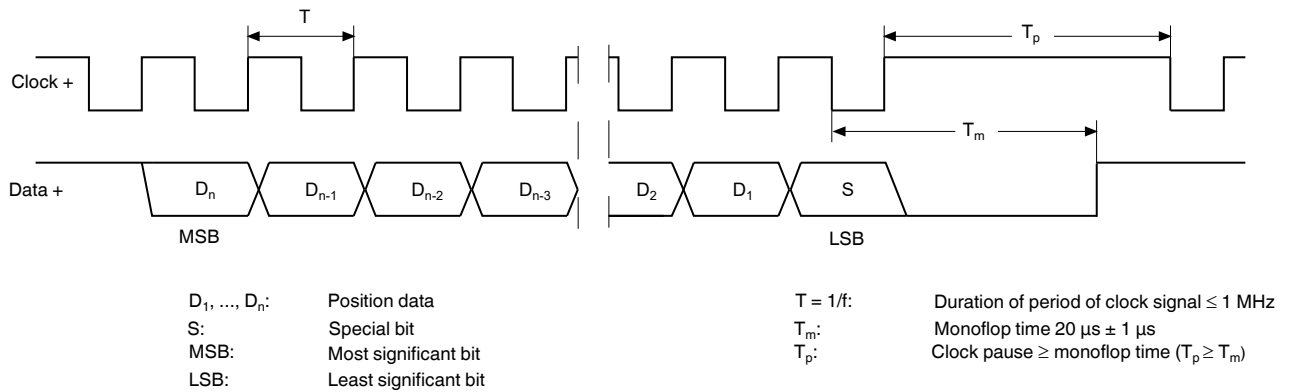 T
Tp
Clock +
Tm
Data +
Dn
Dn-1
Dn-2
Dn-3
D2
D1
S
MSB
LSB
D1, ..., Dn: Position data
S: Special bit
MSB: Most significant bit
LSB: Least significant bit
T = 1/f: Duration of period of clock signal ≤ 1 MHz
Tm: Monoflop time 20 µs ± 1 µs
Tp: Clock pause ≥ monoflop time (Tp ≥ Tm)